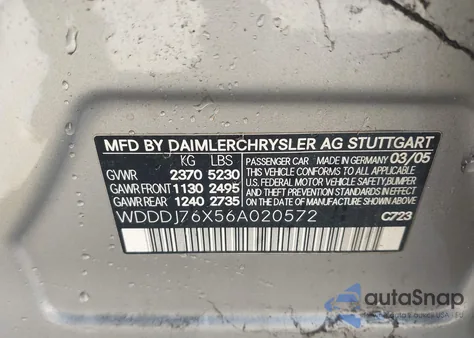 MFD BY DAIMLERCHRYSLER AG STUTTGART
KG LBS
GVWR 2370 5230
GAWR FRONT 1130 2495
GAWR REAR 1240 2735
PASSENGER CAR MADE IN GERMANY 03/05
THIS VEHICLE CONFORMS TO ALL APPLICABLE
U.S. FEDERAL MOTOR VEHICLE SAFETY, BUMPER
AND THEFT PREVENTION STANDARDS IN
EFFECT ON THE DATE OF
MANUFACTURE SHOWN ABOVE
WDDDJ76X56A020572
C723
autoSnap